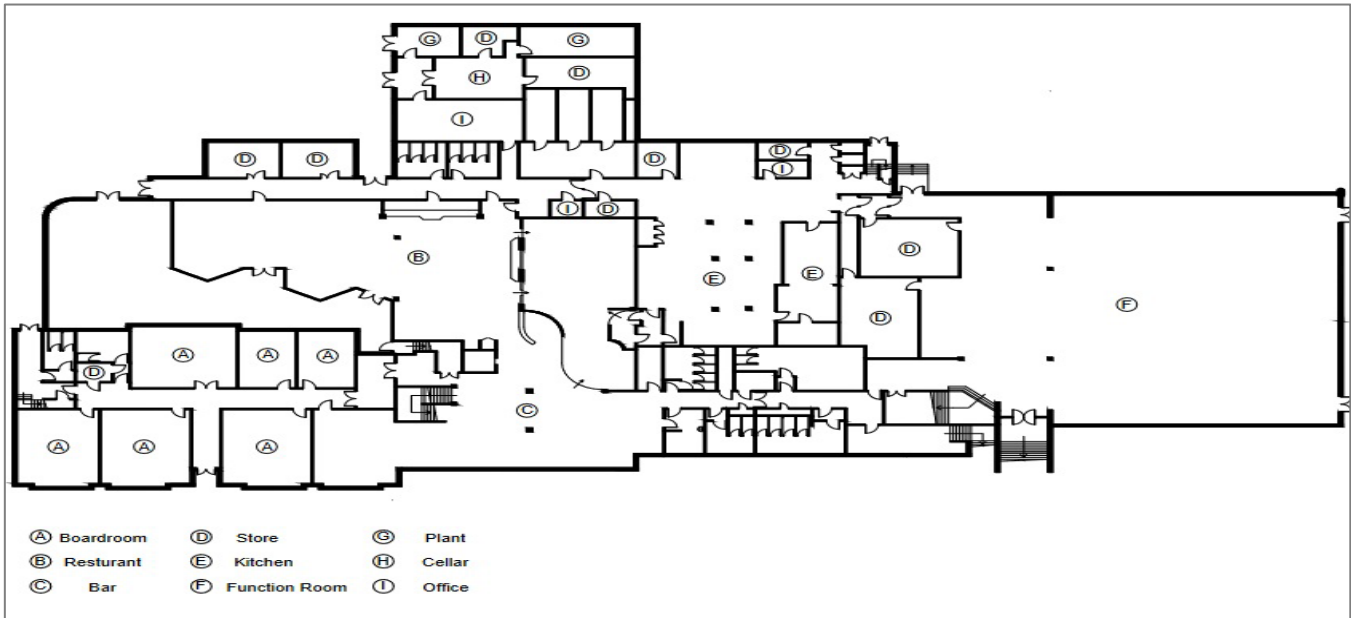 G D G
H D
I
D D D D
I
I D
D
B
E E
F
D
A A A
D
C
A A A
A Boardroom D Store G Plant
B Resturant E Kitchen H Cellar
C Bar F Function Room I Office